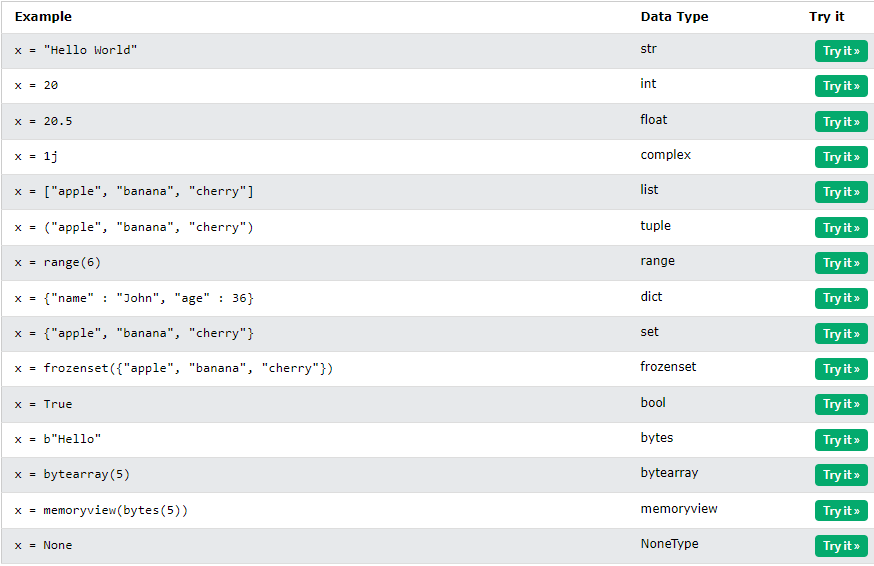 Example Data Type Try it
x = "Hello World" str Try it »
x = 20 int Try it »
x = 20.5 float Try it »
x = 1j complex Try it »
x = ["apple", "banana", "cherry"] list Try it »
x = ("apple", "banana", "cherry") tuple Try it »
x = range(6) range Try it »
x = {"name" : "John", "age" : 36} dict Try it »
x = {"apple", "banana", "cherry"} set Try it »
x = frozenset({"apple", "banana", "cherry"}) frozenset Try it »
x = True bool Try it »
x = b"Hello" bytes Try it »
x = bytearray(5) bytearray Try it »
x = memoryview(bytes(5)) memoryview Try it »
x = None NoneType Try it »